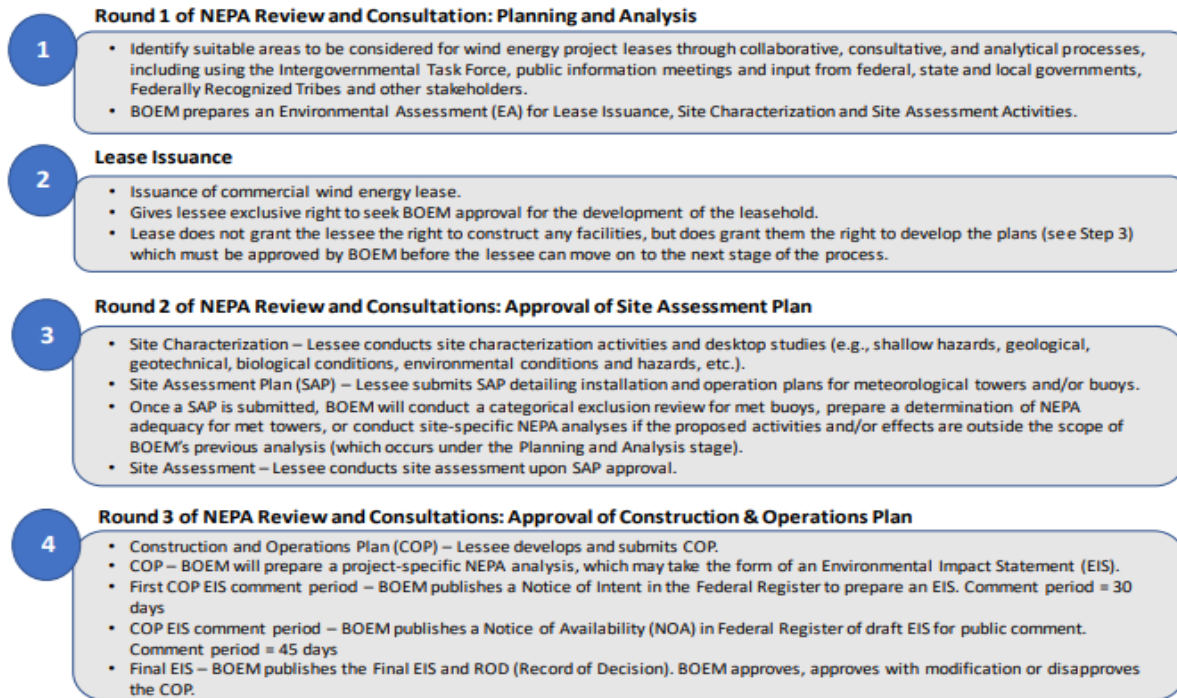 Round 1 of NEPA Review and Consultation: Planning and Analysis
1
• Identify suitable areas to be considered for wind energy project leases through collaborative, consultative, and analytical processes,
including using the Intergovernmental Task Force, public information meetings and input from federal, state and local governments,
Federally Recognized Tribes and other stakeholders.
• BOEM prepares an Environmental Assessment (EA) for Lease Issuance, Site Characterization and Site Assessment Activities.
Lease Issuance
2
• Issuance of commercial wind energy lease.
• Gives lessee exclusive right to seek BOEM approval for the development of the leasehold.
• Lease does not grant the lessee the right to construct any facilities, but does grant them the right to develop the plans (see Step 3)
which must be approved by BOEM before the lessee can move on to the next stage of the process.
Round 2 of NEPA Review and Consultations: Approval of Site Assessment Plan
3
• Site Characterization – Lessee conducts site characterization activities and desktop studies (e.g., shallow hazards, geological,
geotechnical, biological conditions, environmental conditions and hazards, etc.).
• Site Assessment Plan (SAP) – Lessee submits SAP detailing installation and operation plans for meteorological towers and/or buoys.
• Once a SAP is submitted, BOEM will conduct a categorical exclusion review for met buoys, prepare a determination of NEPA
adequacy for met towers, or conduct site-specific NEPA analyses if the proposed activities and/or effects are outside the scope of
BOEM's previous analysis (which occurs under the Planning and Analysis stage).
• Site Assessment – Lessee conducts site assessment upon SAP approval.
Round 3 of NEPA Review and Consultations: Approval of Construction & Operations Plan
4
• Construction and Operations Plan (COP) – Lessee develops and submits COP.
• COP – BOEM will prepare a project-specific NEPA analysis, which may take the form of an Environmental Impact Statement (EIS).
• First COP EIS comment period – BOEM publishes a Notice of Intent in the Federal Register to prepare an EIS. Comment period = 30
days
• COP EIS comment period – BOEM publishes a Notice of Availability (NOA) in Federal Register of draft EIS for public comment.
Comment period = 45 days
• Final EIS – BOEM publishes the Final EIS and ROD (Record of Decision). BOEM approves, approves with modification or disapproves
the COP.